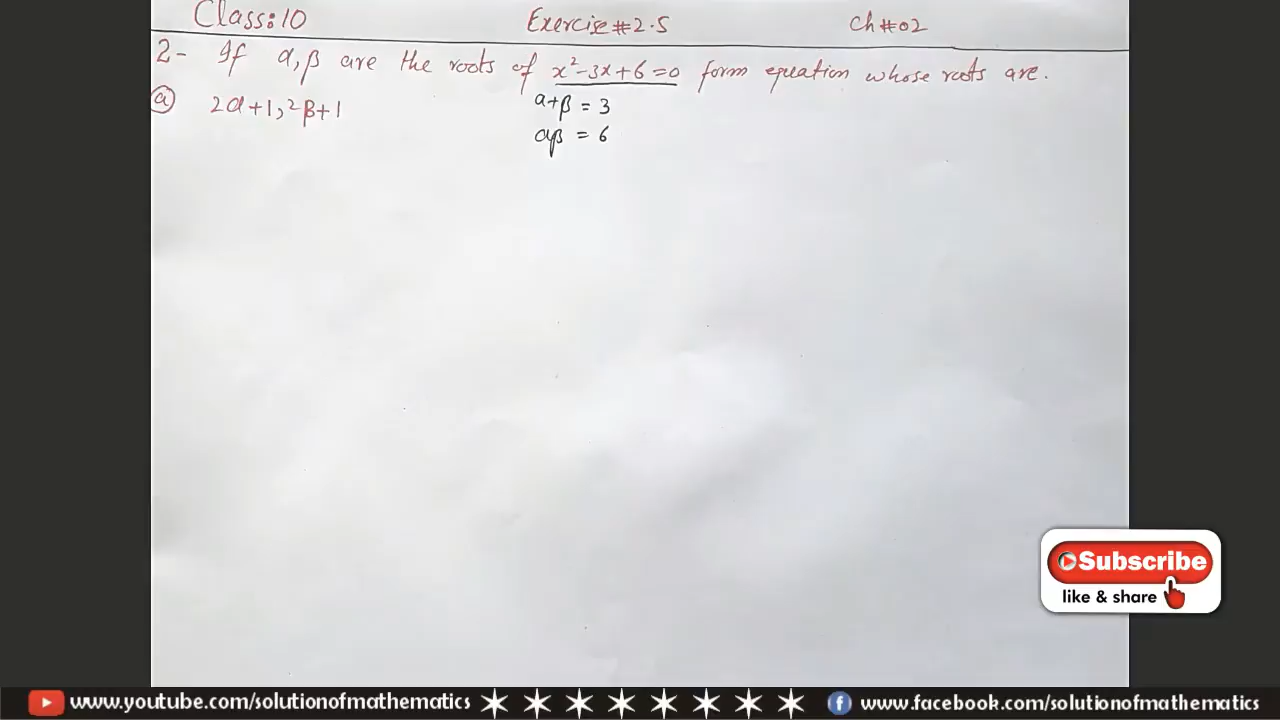 Class:10 Exercise#2.5 Ch#02
2- If α,β are the roots of x²-3x+6=0 form equation whose roots are.
ⓐ 2α+1,2β+1 α+β = 3
αβ = 6
Subscribe
like & share
www.youtube.com/solutionofmathematics www.facebook.com/solutionofmathematics